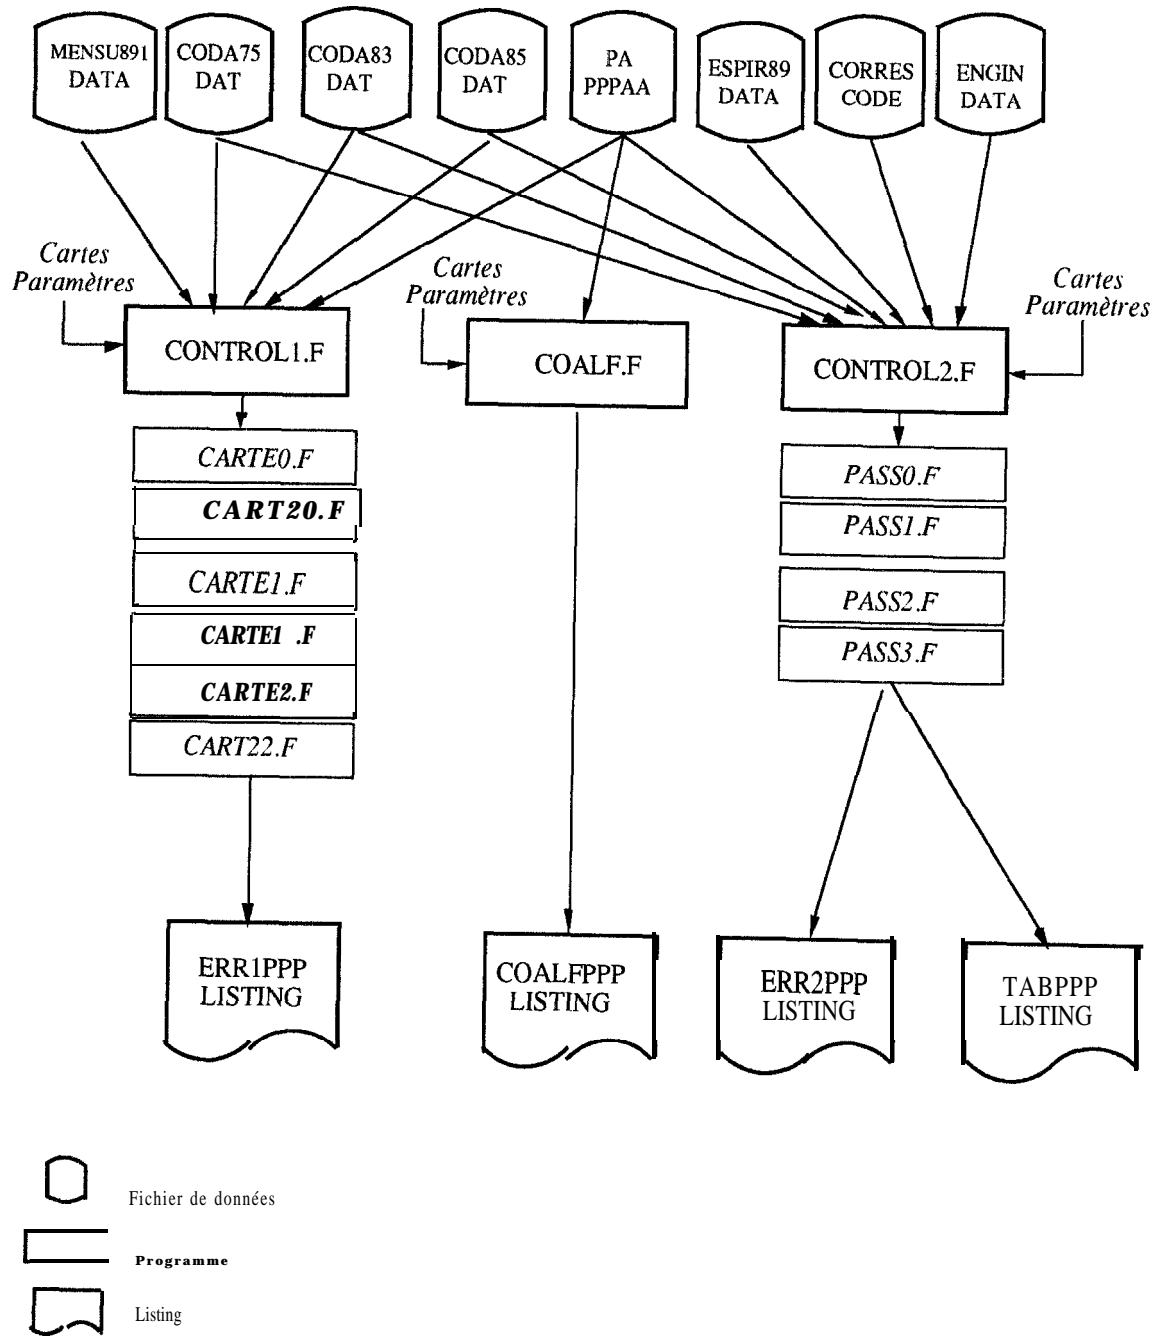 MENSU891
DATA
CODA75
DAT
CODA83
DAT
CODA85
DAT
PA
PPPAA
ESPIR89
DATA
CORRES
CODE
ENGIN
DATA
Cartes
Paramètres
Cartes
Paramètres
Cartes
Paramètres
CONTROL1.F
COALF.F
CONTROL2.F
CARTE0.F
CART20.F
CARTE1.F
CARTE1 .F
CARTE2.F
CART22.F
PASS0.F
PASS1.F
PASS2.F
PASS3.F
ERR1PPP
LISTING
COALFPPP
LISTING
ERR2PPP
LISTING
TABPPP
LISTING
Fichier de données
Programme
Listing